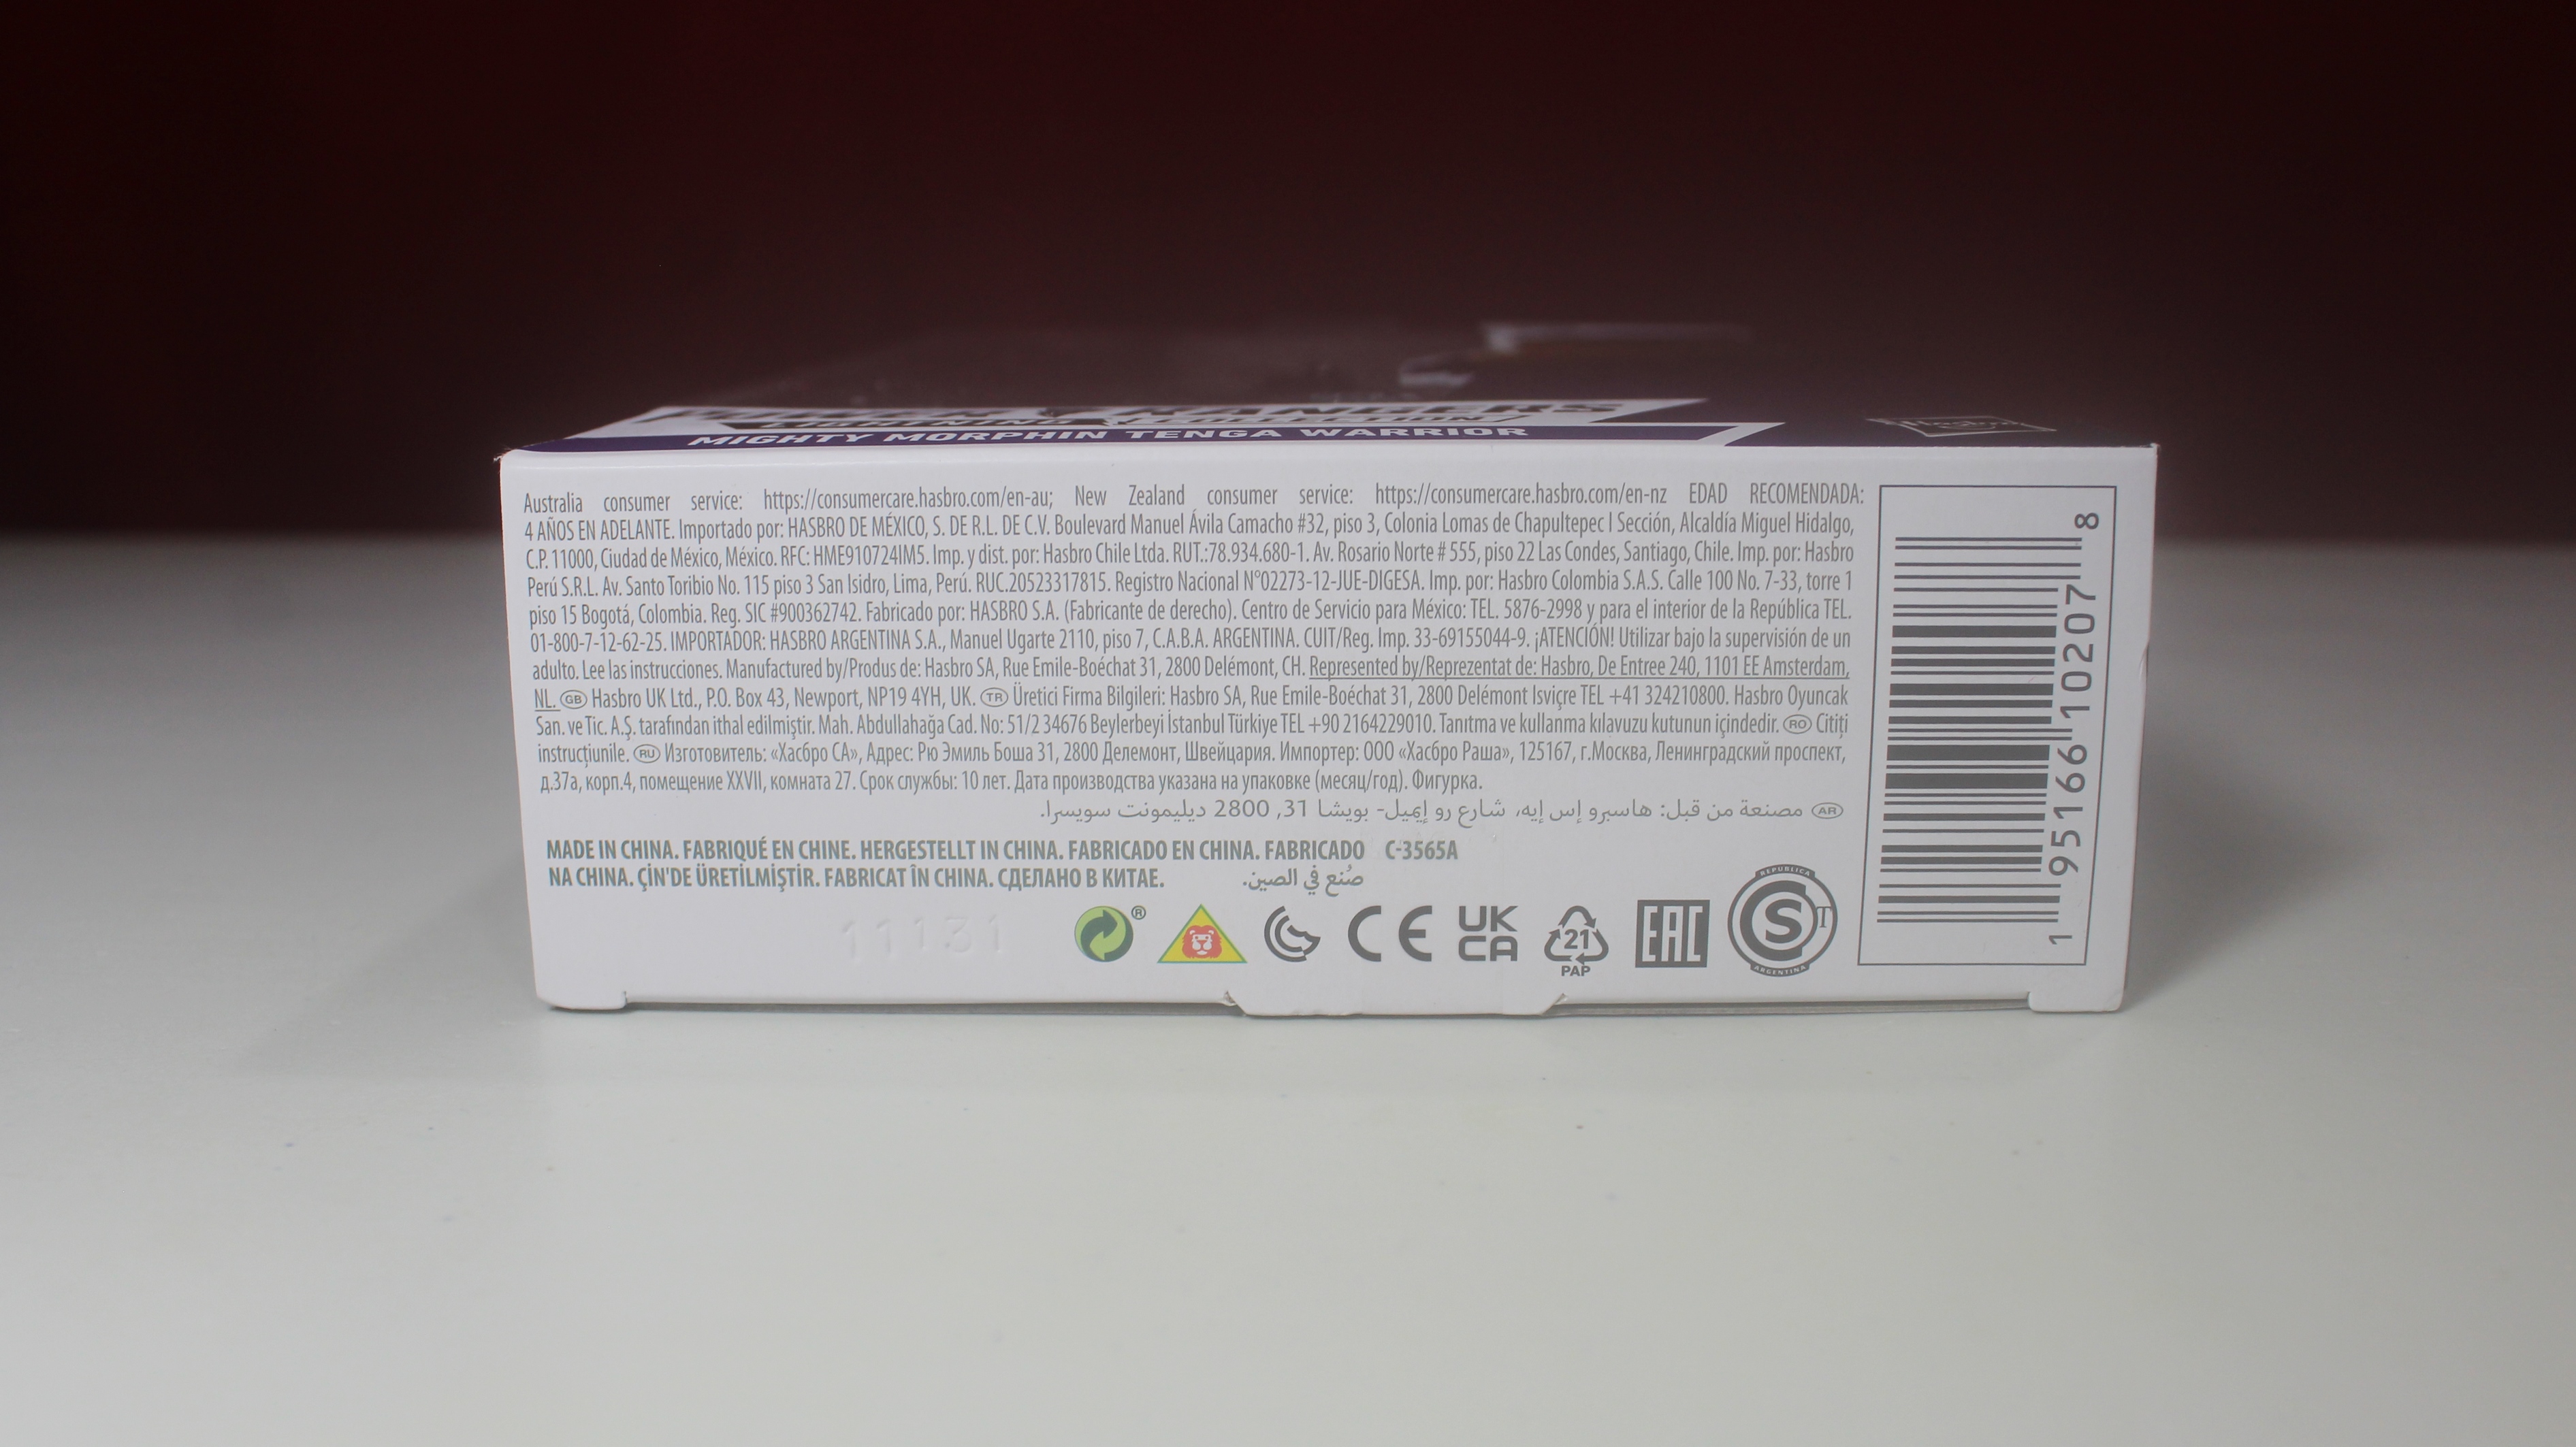 POWER RANGERS
LIGHTNING COLLECTION
MIGHTY MORPHIN TENGA WARRIOR
Hasbro
Australia consumer service: https://consumercare.hasbro.com/en-au; New Zealand consumer service: https://consumercare.hasbro.com/en-nz EDAD RECOMENDADA:
4 AÑOS EN ADELANTE. Importado por: HASBRO DE MÉXICO, S. DE R.L. DE C.V. Boulevard Manuel Ávila Camacho #32, piso 3, Colonia Lomas de Chapultepec I Sección, Alcaldía Miguel Hidalgo,
C.P. 11000, Ciudad de México, México. RFC: HME910724IM5. Imp. y dist. por: Hasbro Chile Ltda. RUT.:78.934.680-1. Av. Rosario Norte # 555, piso 22 Las Condes, Santiago, Chile. Imp. por: Hasbro
Perú S.R.L. Av. Santo Toribio No. 115 piso 3 San Isidro, Lima, Perú. RUC.20523317815. Registro Nacional N°02273-12-JUE-DIGESA. Imp. por: Hasbro Colombia S.A.S. Calle 100 No. 7-33, torre 1
piso 15 Bogotá, Colombia. Reg. SIC #900362742. Fabricado por: HASBRO S.A. (Fabricante de derecho). Centro de Servicio para México: TEL. 5876-2998 y para el interior de la República TEL.
01-800-7-12-62-25. IMPORTADOR: HASBRO ARGENTINA S.A., Manuel Ugarte 2110, piso 7, C.A.B.A. ARGENTINA. CUIT/Reg. Imp. 33-69155044-9. ¡ATENCIÓN! Utilizar bajo la supervisión de un
adulto. Lee las instrucciones. Manufactured by/Produs de: Hasbro SA, Rue Emile-Boéchat 31, 2800 Delémont, CH. Represented by/Reprezentat de: Hasbro, De Entree 240, 1101 EE Amsterdam,
NL. GB Hasbro UK Ltd., P.O. Box 43, Newport, NP19 4YH, UK. TR Üretici Firma Bilgileri: Hasbro SA, Rue Emilé-Boéchat 31, 2800 Delémont Isviçre TEL +41 324210800. Hasbro Oyuncak
San. ve Tic. A.Ş. tarafından ithal edilmiştir. Mah. Abdullahağa Cad. No: 51/2 34676 Beylerbeyi İstanbul Türkiye TEL +90 2164229010. Tanıtma ve kullanma kılavuzu kutunun içindedir. RO Citiți
instrucțiunile. RU Изготовитель: «Хасбро СА», Адрес: Рю Эмиль Боша 31, 2800 Делемонт, Швейцария. Импортер: ООО «Хасбро Раша», 125167, г.Москва, Ленинградский проспект,
д.37а, корп.4, помещение XXVII, комната 27. Срок службы: 10 лет. Дата производства указана на упаковке (месяц/год). Фигурка.
AR مصنعة من قبل: هاسبرو إس إيه، شارع رو إيميل- بويشا 31, 2800 ديليمونت سويسرا.
MADE IN CHINA. FABRIQUÉ EN CHINE. HERGESTELLT IN CHINA. FABRICADO EN CHINA. FABRICADO C-3565A
NA CHINA. ÇİN'DE ÜRETİLMİŞTİR. FABRICAT ÎN CHINA. СДЕЛАНО В КИТАЕ. صُنع في الصين.
11131
® CE UK CA 21 PAP EAC REPUBLICA S T ARGENTINA
1 95166 10207 8